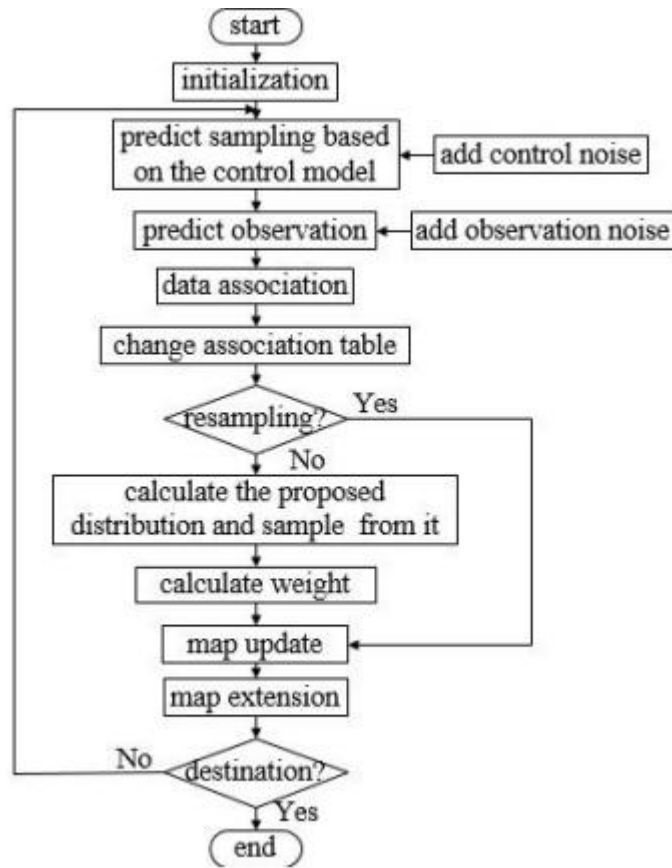 start
initialization
predict sampling based
on the control model
add control noise
predict observation
add observation noise
data association
change association table
resampling?
Yes
No
calculate the proposed
distribution and sample from it
calculate weight
map update
map extension
No
destination?
Yes
end